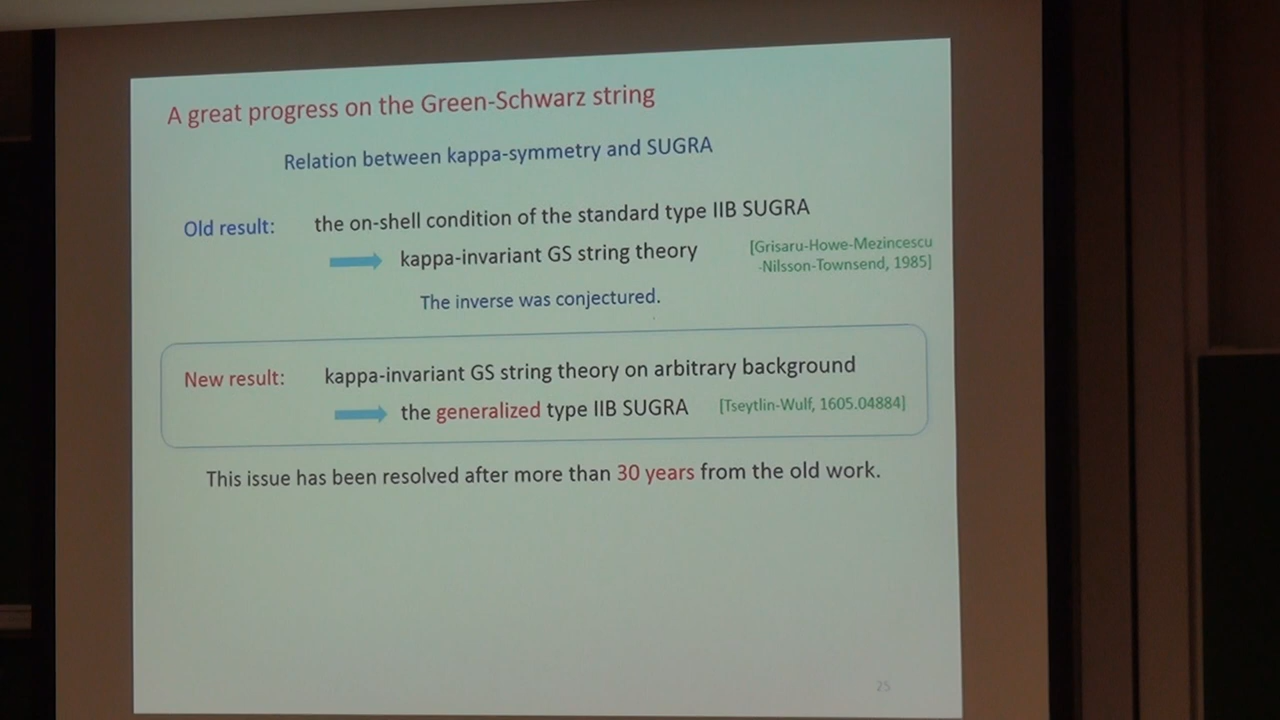 A great progress on the Green-Schwarz string
Relation between kappa-symmetry and SUGRA
Old result: the on-shell condition of the standard type IIB SUGRA
kappa-invariant GS string theory [Grisaru-Howe-Mezincescu
-Nilsson-Townsend, 1985]
The inverse was conjectured.
New result: kappa-invariant GS string theory on arbitrary background
the generalized type IIB SUGRA [Tseytlin-Wulf, 1605.04884]
This issue has been resolved after more than 30 years from the old work.
25